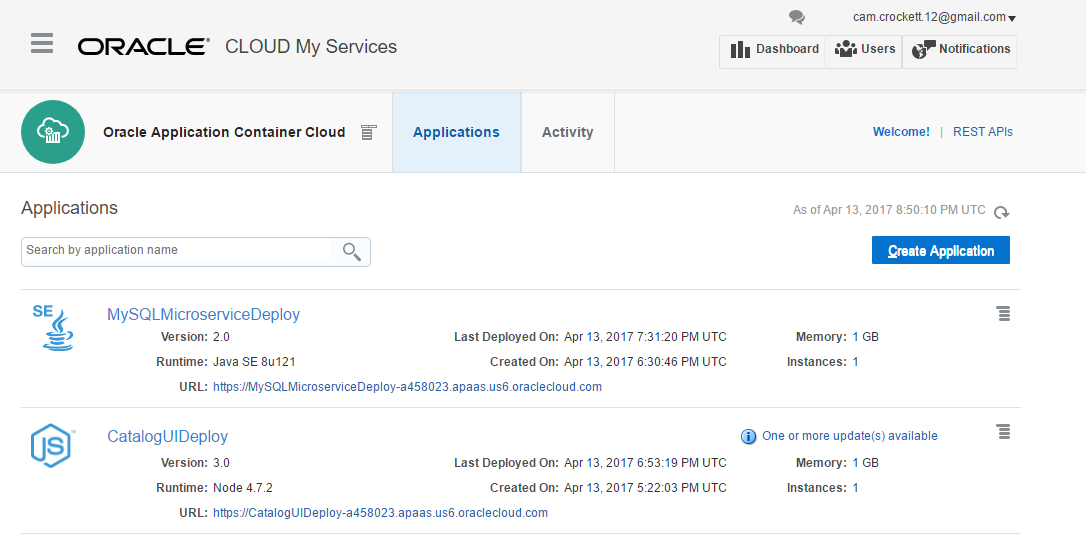 cam.crockett.12@gmail.com
ORACLE® CLOUD My Services
Dashboard Users Notifications
Oracle Application Container Cloud Applications Activity Welcome! | REST APIs
Applications
As of Apr 13, 2017 8:50:10 PM UTC
Search by application name
Create Application
SE
MySQLMicroserviceDeploy
Version: 2.0 Last Deployed On: Apr 13, 2017 7:31:20 PM UTC Memory: 1 GB
Runtime: Java SE 8u121 Created On: Apr 13, 2017 6:30:46 PM UTC Instances: 1
URL: https://MySQLMicroserviceDeploy-a458023.apaas.us6.oraclecloud.com
JS™
CatalogUIDeploy One or more update(s) available
Version: 3.0 Last Deployed On: Apr 13, 2017 6:53:19 PM UTC Memory: 1 GB
Runtime: Node 4.7.2 Created On: Apr 13, 2017 5:22:03 PM UTC Instances: 1
URL: https://CatalogUIDeploy-a458023.apaas.us6.oraclecloud.com